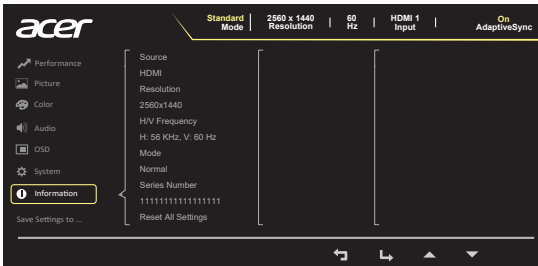 acer
Standard
Mode
2560 x 1440
Resolution
60
Hz
HDMI 1
Input
On
AdaptiveSync
Performance
Picture
Color
Audio
OSD
System
Information
Save Settings to ...
Source
HDMI
Resolution
2560x1440
H/V Frequency
H: 56 KHz, V: 60 Hz
Mode
Normal
Series Number
11111111111111111
Reset All Settings